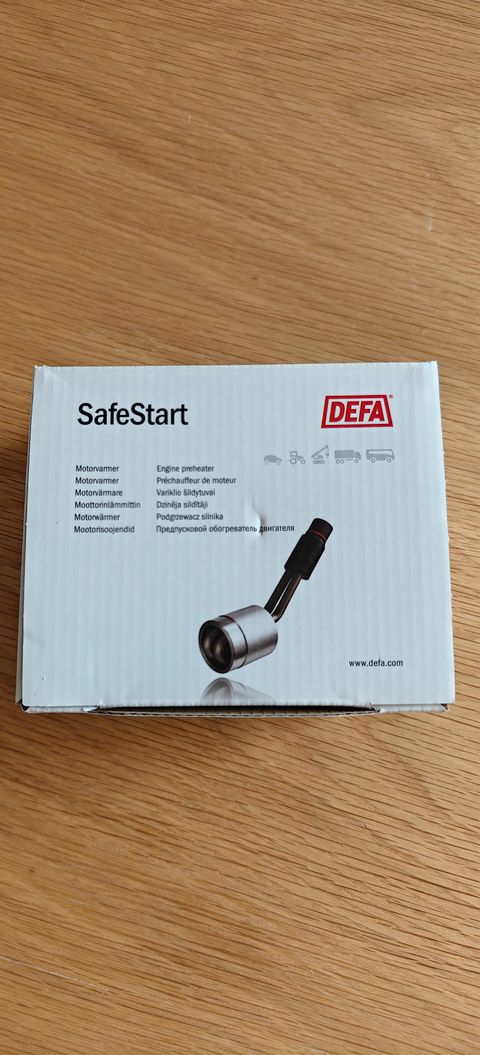 SafeStart
DEFA®
Motorvarmer
Motorvarmer
Motorvärmare
Moottorinlämmittin
Motorwärmer
Mootorisoojendid
Engine preheater
Préchauffeur de moteur
Variklio šildytuvai
Dzinēja sildītāji
Podgrzewacz silnika
Предпусковой обогреватель двигателя
www.defa.com